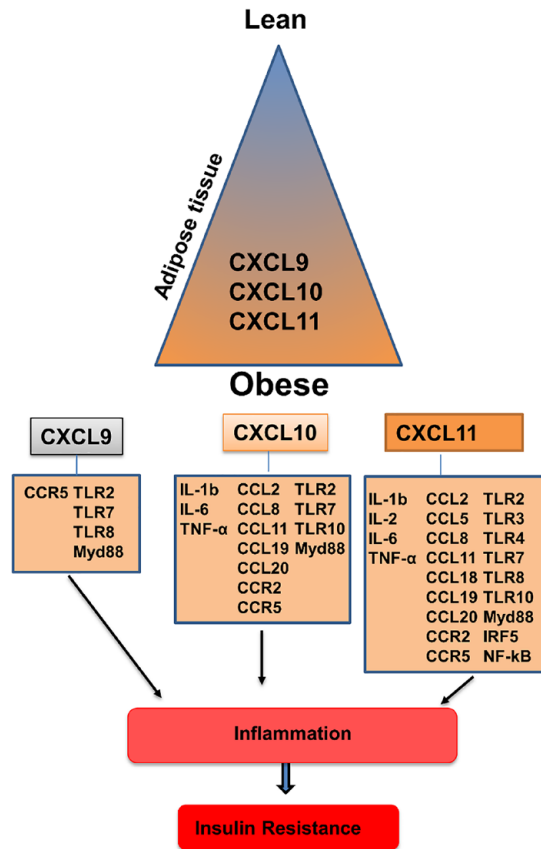 Lean
Adipose tissue
CXCL9
CXCL10
CXCL11
Obese
CXCL9
CCR5 TLR2
TLR7
TLR8
Myd88
CXCL10
IL-1b CCL2 TLR2
IL-6 CCL8 TLR7
TNF-α CCL11 TLR10
CCL19 Myd88
CCL20
CCR2
CCR5
CXCL11
IL-1b CCL2 TLR2
IL-2 CCL5 TLR3
IL-6 CCL8 TLR4
TNF-α CCL11 TLR7
CCL18 TLR8
CCL19 TLR10
CCL20 Myd88
CCR2 IRF5
CCR5 NF-kB
Inflammation
Insulin Resistance